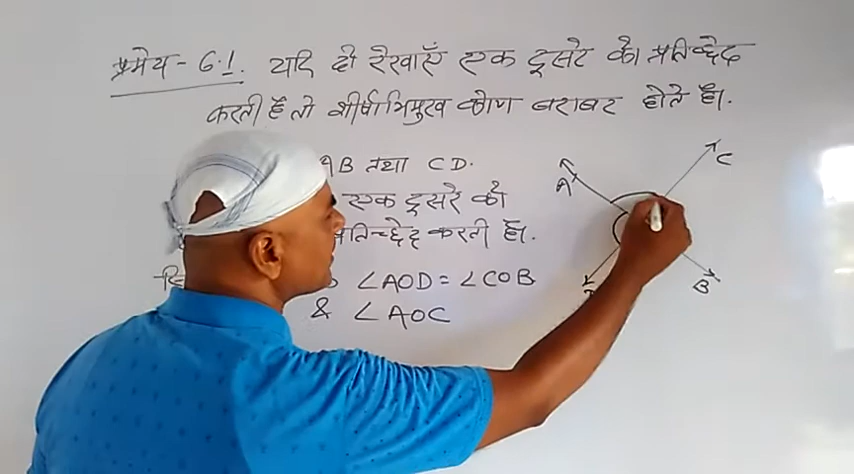 प्रमेय - 6.1. यदि दो रेखाएँ एक दूसरे को प्रतिच्छेद
करती हैं तो शीर्षाभिमुख कोण बराबर होते हैं.
AB तथा CD.
एक दूसरे को
प्रतिच्छेद करती हैं.
∠AOD = ∠COB
& ∠AOC
A
C
B